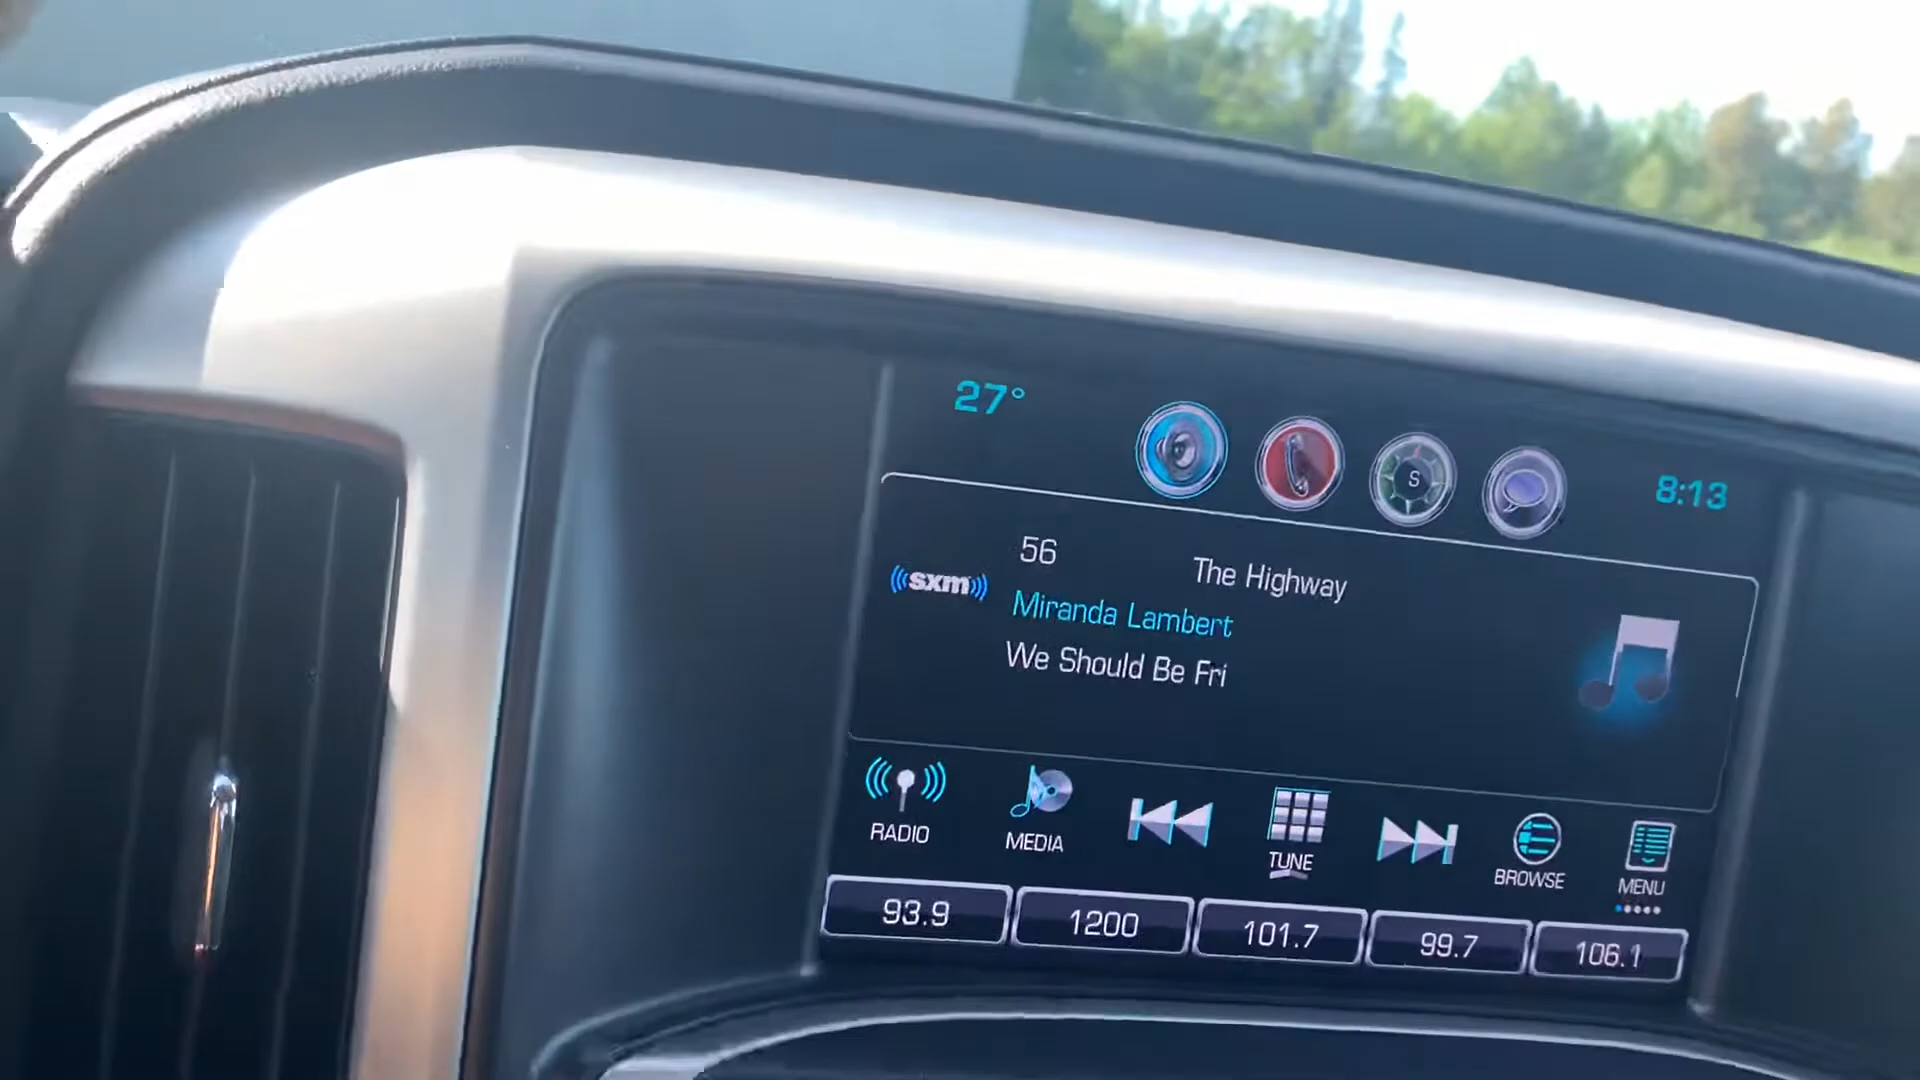 27°
S
8:13
56 The Highway
sxm
Miranda Lambert
We Should Be Fri
RADIO
MEDIA
TUNE
BROWSE
MENU
93.9
1200
101.7
99.7
106.1